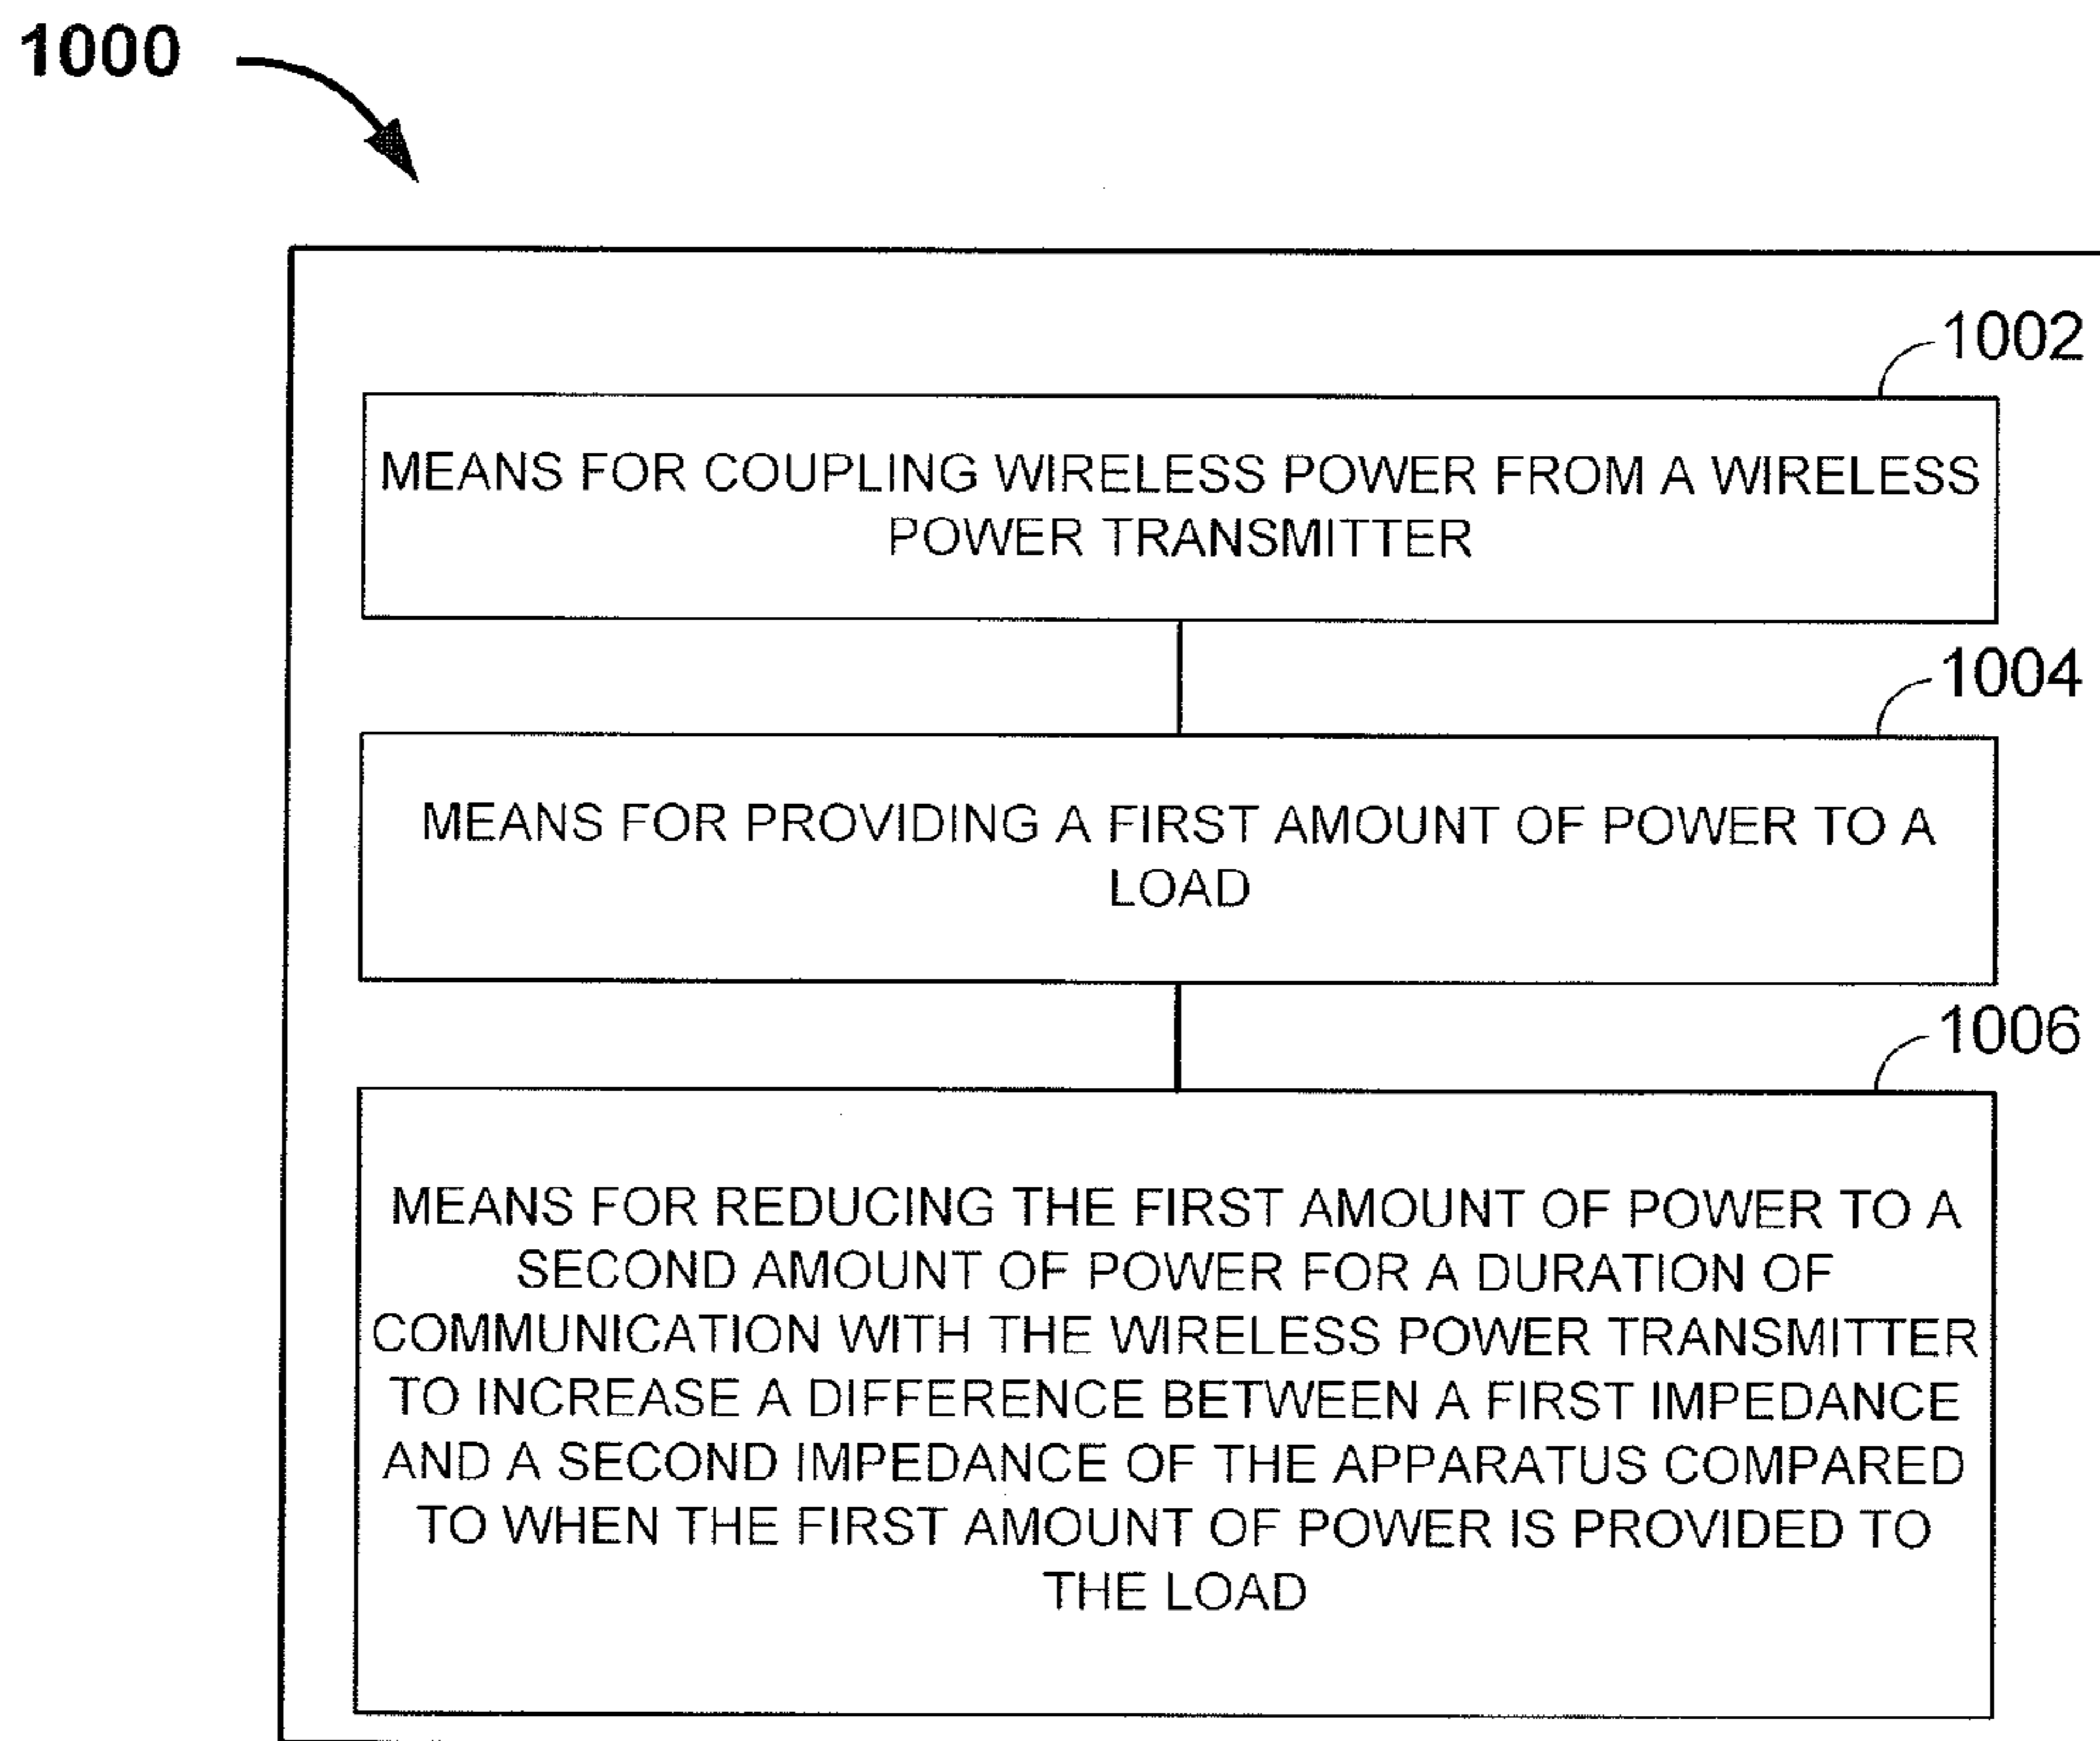 1000
1002
MEANS FOR COUPLING WIRELESS POWER FROM A WIRELESS
POWER TRANSMITTER
1004
MEANS FOR PROVIDING A FIRST AMOUNT OF POWER TO A
LOAD
1006
MEANS FOR REDUCING THE FIRST AMOUNT OF POWER TO A
SECOND AMOUNT OF POWER FOR A DURATION OF
COMMUNICATION WITH THE WIRELESS POWER TRANSMITTER
TO INCREASE A DIFFERENCE BETWEEN A FIRST IMPEDANCE
AND A SECOND IMPEDANCE OF THE APPARATUS COMPARED
TO WHEN THE FIRST AMOUNT OF POWER IS PROVIDED TO
THE LOAD